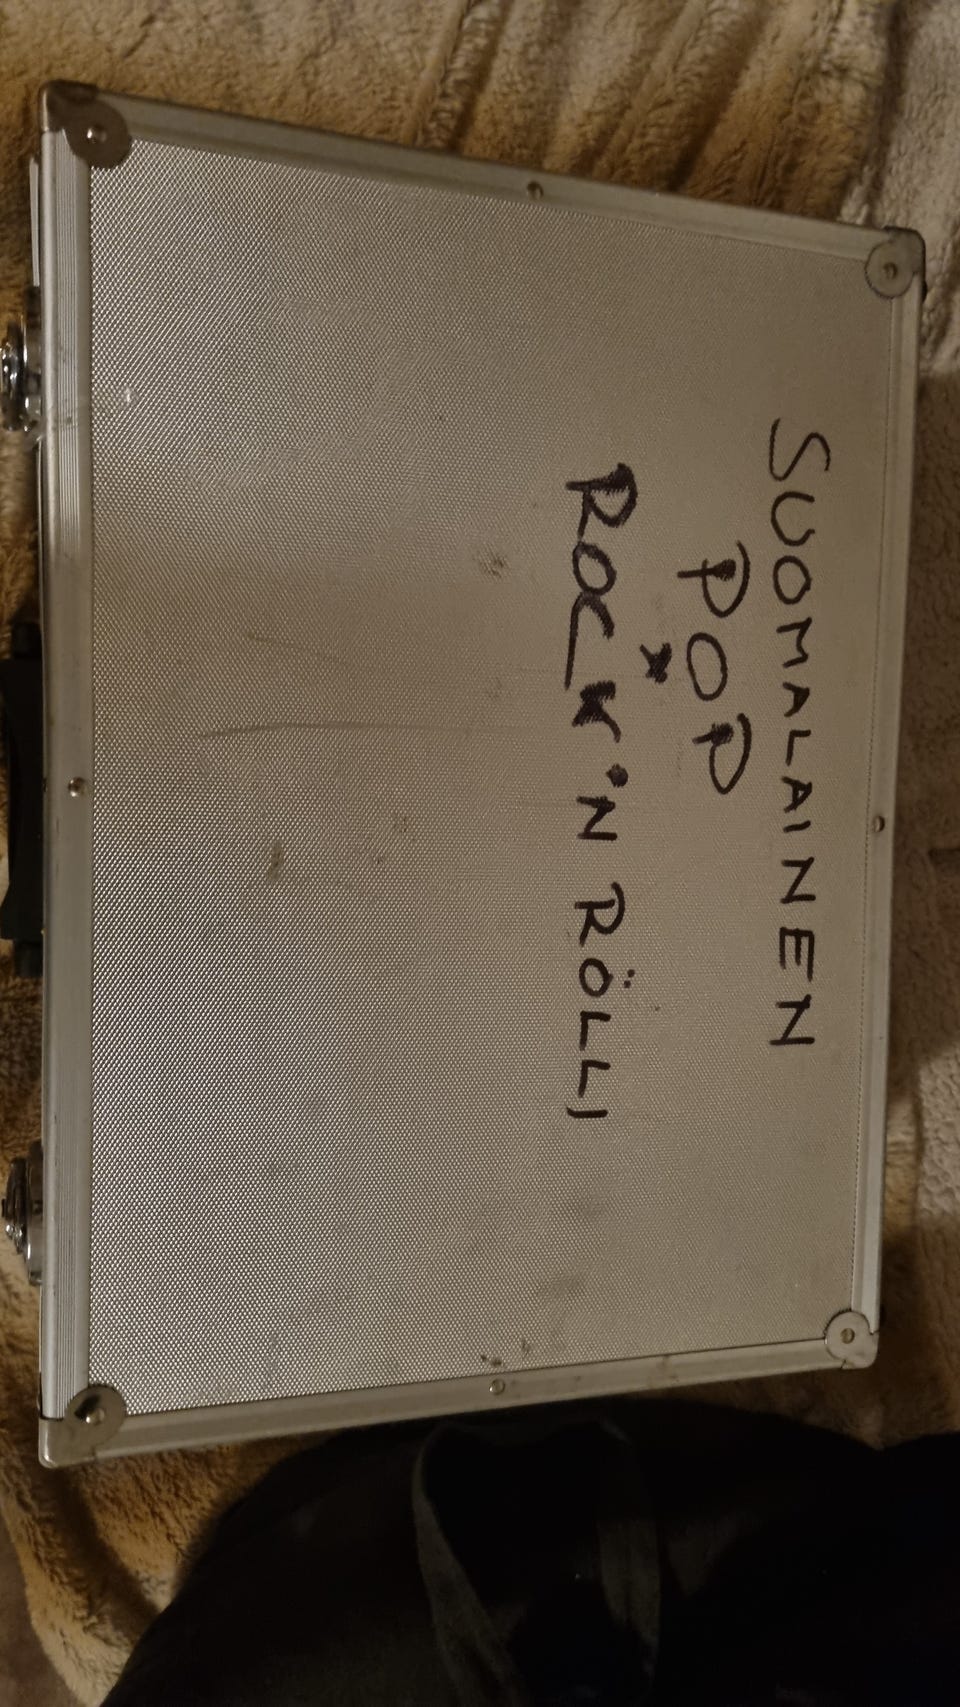 SUOMALAINEN
POP
*
ROCK'N RÖLLI